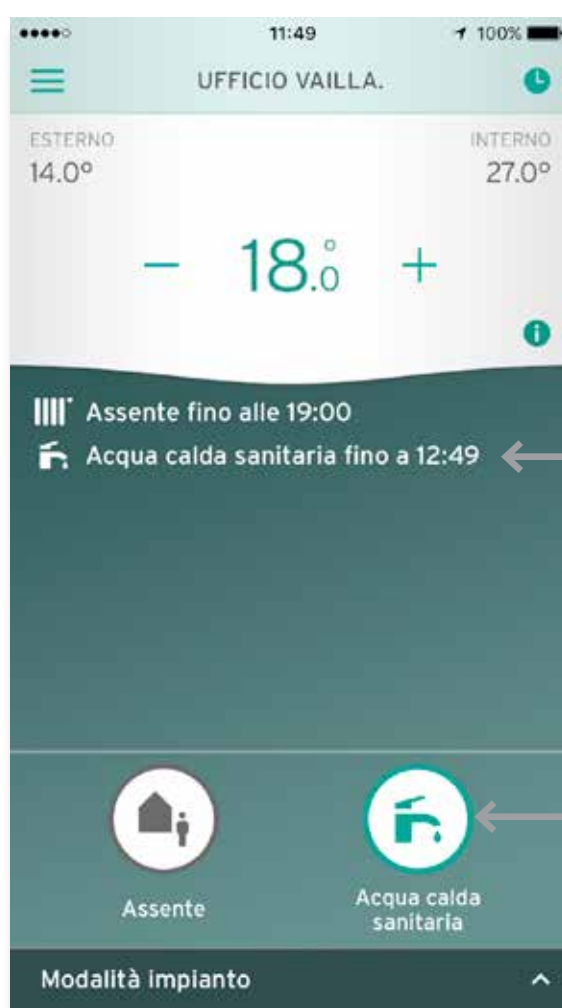 11:49
100%
UFFICIO VAILLA.
ESTERNO
INTERNO
14.0°
27.0°
− 18.0° +
Assente fino alle 19:00
Acqua calda sanitaria fino a 12:49
Assente
Acqua calda
sanitaria
Modalità impianto